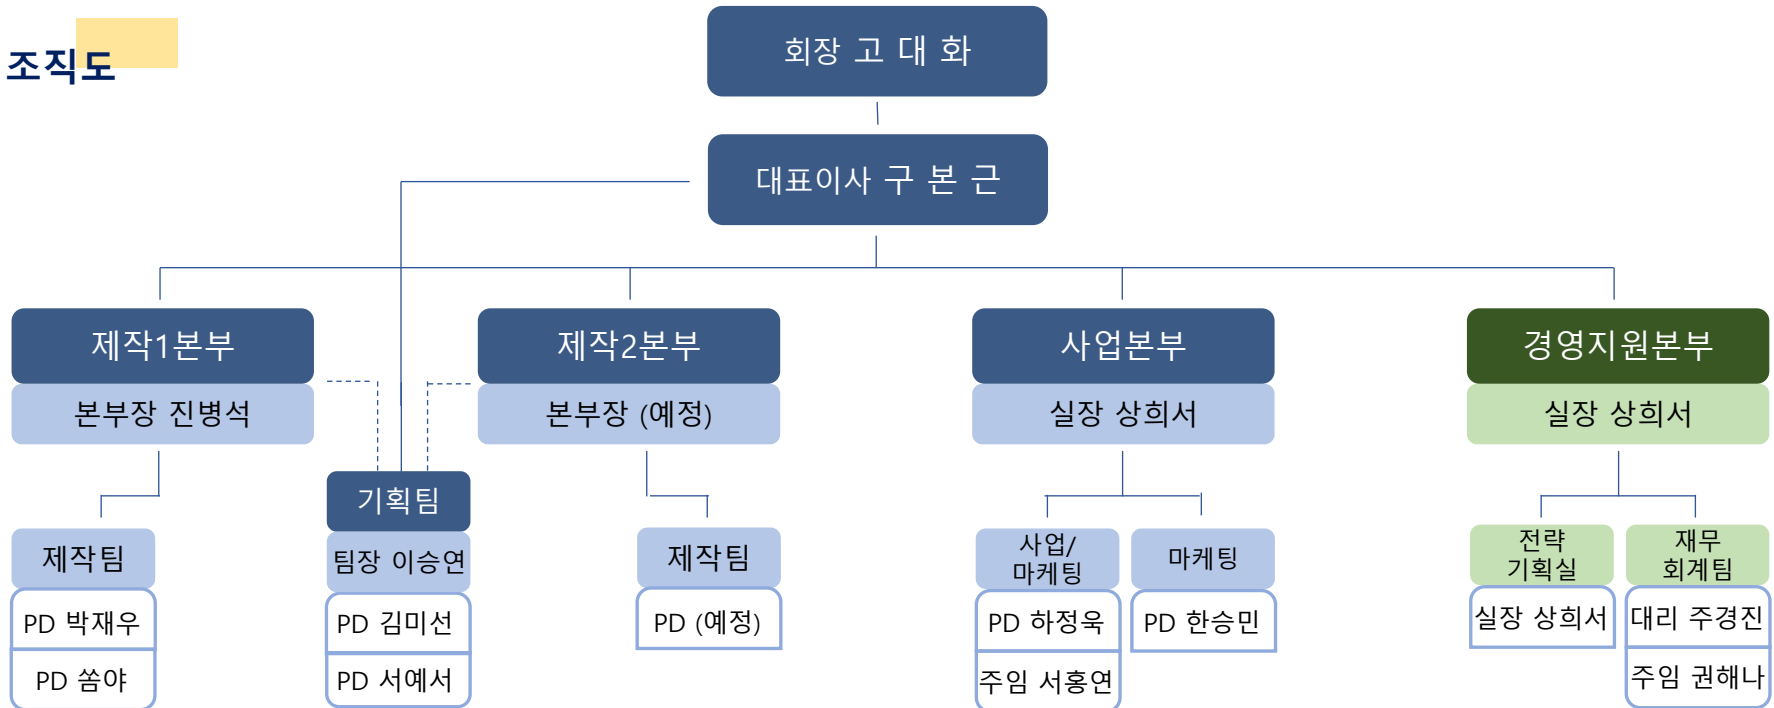 조직도
회장 고 대 화
대표이사 구 본 근
제작1본부
본부장 진병석
제작2본부
본부장 (예정)
사업본부
실장 상희서
경영지원본부
실장 상희서
제작팀
PD 박재우
PD 쏨야
기획팀
팀장 이승연
PD 김미선
PD 서예서
제작팀
PD (예정)
사업/
마케팅
PD 하정욱
주임 서홍연
마케팅
PD 한승민
전략
기획실
실장 상희서
재무
회계팀
대리 주경진
주임 권해나